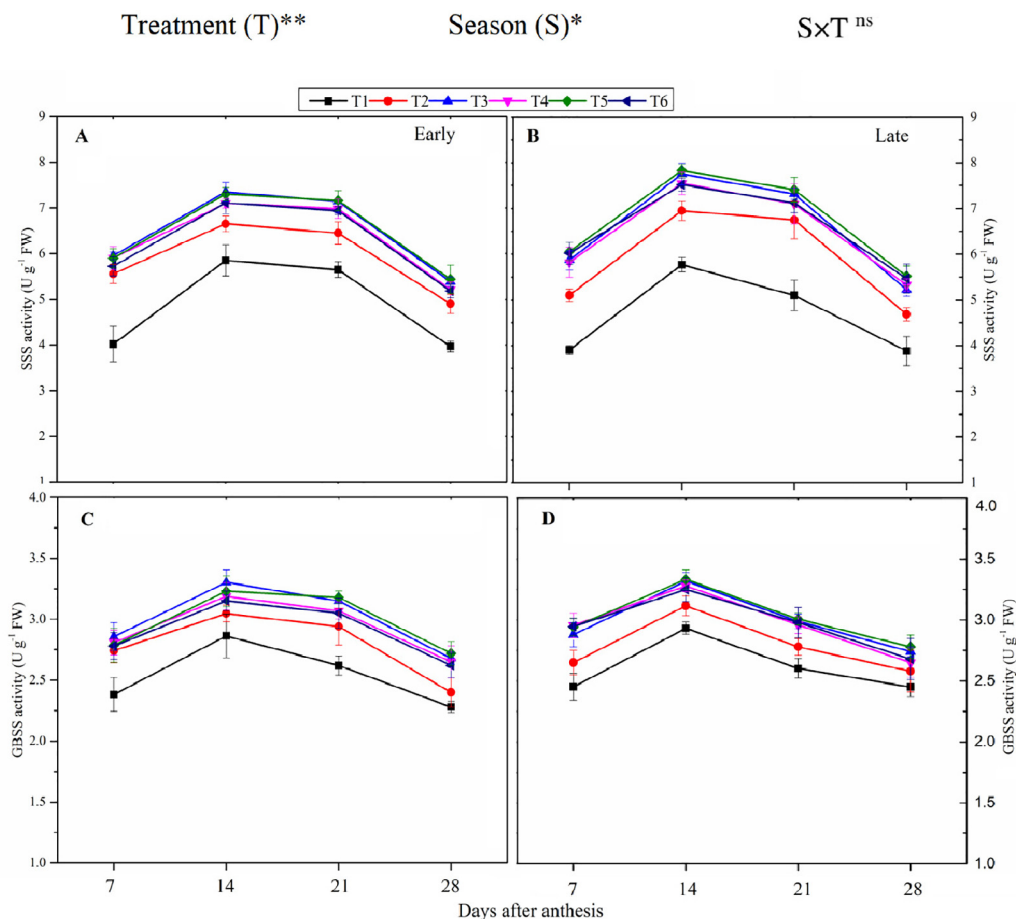 Treatment (T)** Season (S)* S×T ns
T1 T2 T3 T4 T5 T6
A Early B Late
9 8 7 6 5 4 3 2 1
SSS activity (U g-1 FW)
9 8 7 6 5 4 3 2 1
SSS activity (U g-1 FW)
C D
4.0 3.5 3.0 2.5 2.0 1.5 1.0
GBSS activity (U g-1 FW)
4.0 3.5 3.0 2.5 2.0 1.5 1.0
GBSS activity (U g-1 FW)
7 14 21 28 7 14 21 28
Days after anthesis